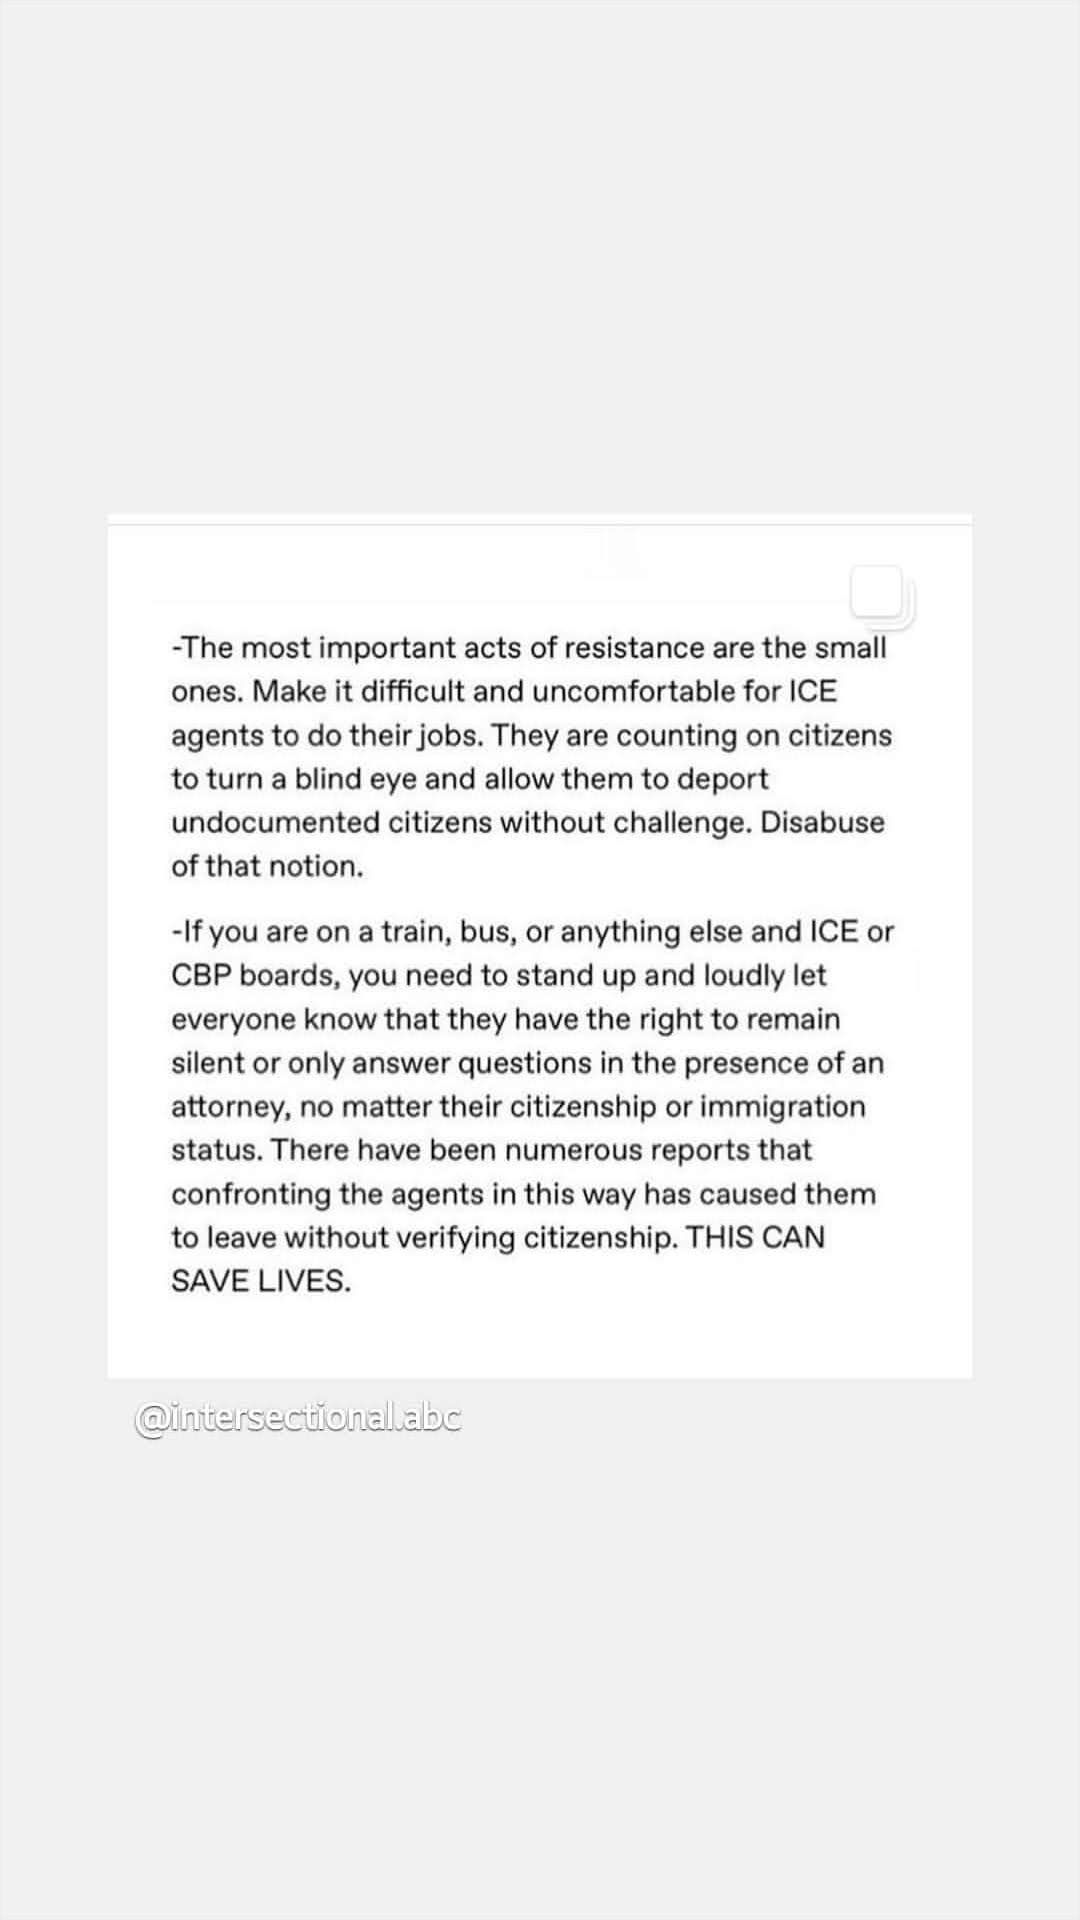 -The most important acts of resistance are the small
ones. Make it difficult and uncomfortable for ICE
agents to do their jobs. They are counting on citizens
to turn a blind eye and allow them to deport
undocumented citizens without challenge. Disabuse
of that notion.
-If you are on a train, bus, or anything else and ICE or
CBP boards, you need to stand up and loudly let
everyone know that they have the right to remain
silent or only answer questions in the presence of an
attorney, no matter their citizenship or immigration
status. There have been numerous reports that
confronting the agents in this way has caused them
to leave without verifying citizenship. THIS CAN
SAVE LIVES.
@intersectional.abc